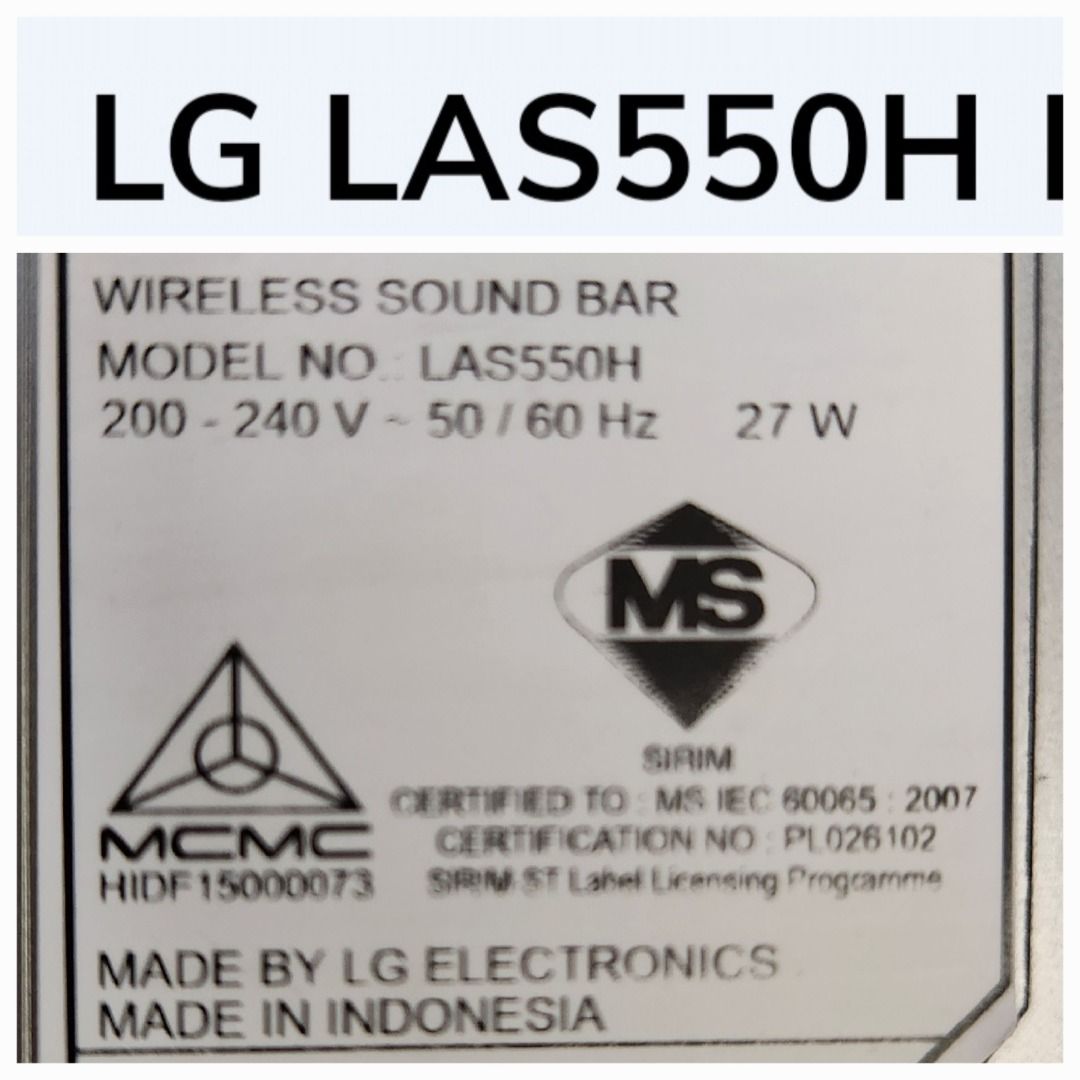 LG LAS550H
WIRELESS SOUND BAR
MODEL NO : LAS550H
200 - 240 V ~ 50 / 60 Hz 27 W
MS
SIRIM
CERTIFIED TO : MS IEC 60065 : 2007
CERTIFICATION NO : PL026102
SIRIM-ST Label Licensing Programme
MCMC
HIDF15000073
MADE BY LG ELECTRONICS
MADE IN INDONESIA